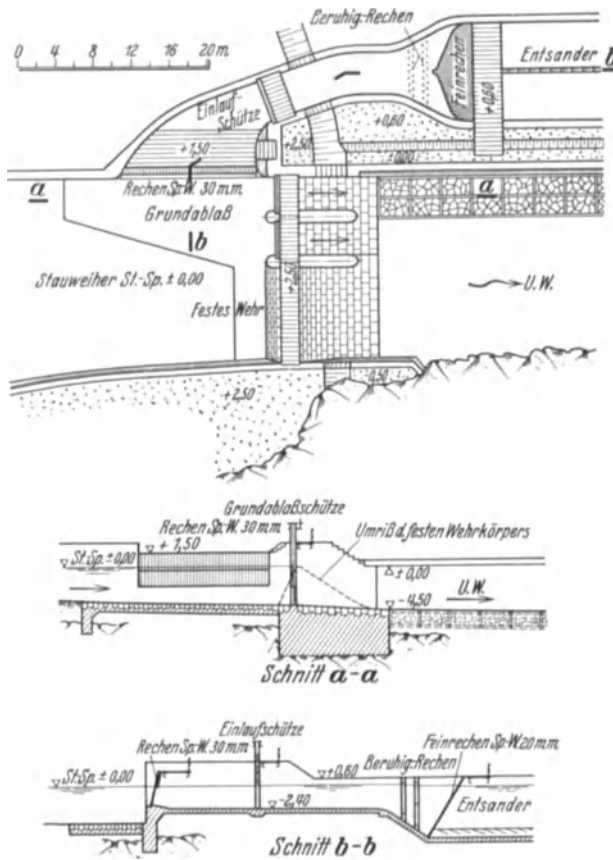 Beruhig.-Rechen
0 4 8 12 16 20 m.
Entsander b
Feinrechen
+0,60
Einlauf-
Schütze
+0,60
+2,50
+1,50
±0,00
a
Rechen Sp.W. 30 mm.
a
Grundablaß
b
Stauweiher St.-Sp. ± 0,00
+2,50
U.W.
Festes Wehr
0,50
+2,50
Grundablaßschütze
Rechen Sp.-W. 30 mm.
+ 1,50
Umriß d. festen Wehrkörpers
St.-Sp. ± 0,00
± 0,00
U.W.
-4,50
Schnitt a-a
Einlaufschütze
Rechen Sp.W. 30 mm.
Feinrechen Sp.W. 20 mm.
Beruhig.-Rechen
St.-Sp. ± 0,00
+0,60
-2,40
Entsander
Schnitt b-b